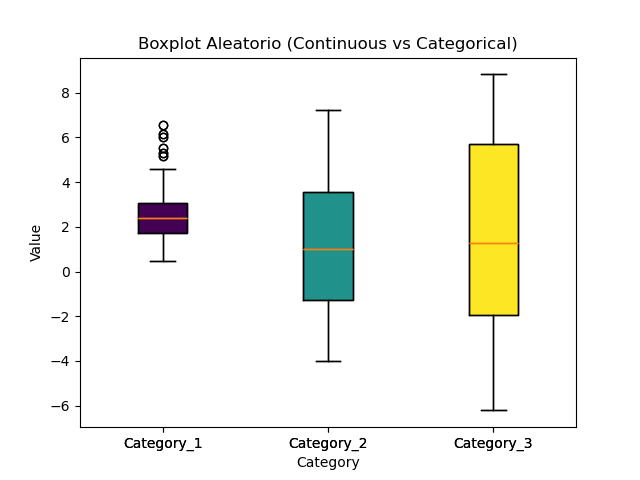 Boxplot Aleatorio (Continuous vs Categorical)
8
6
4
2
0
−2
−4
−6
Value
Category_1 Category_2 Category_3
Category